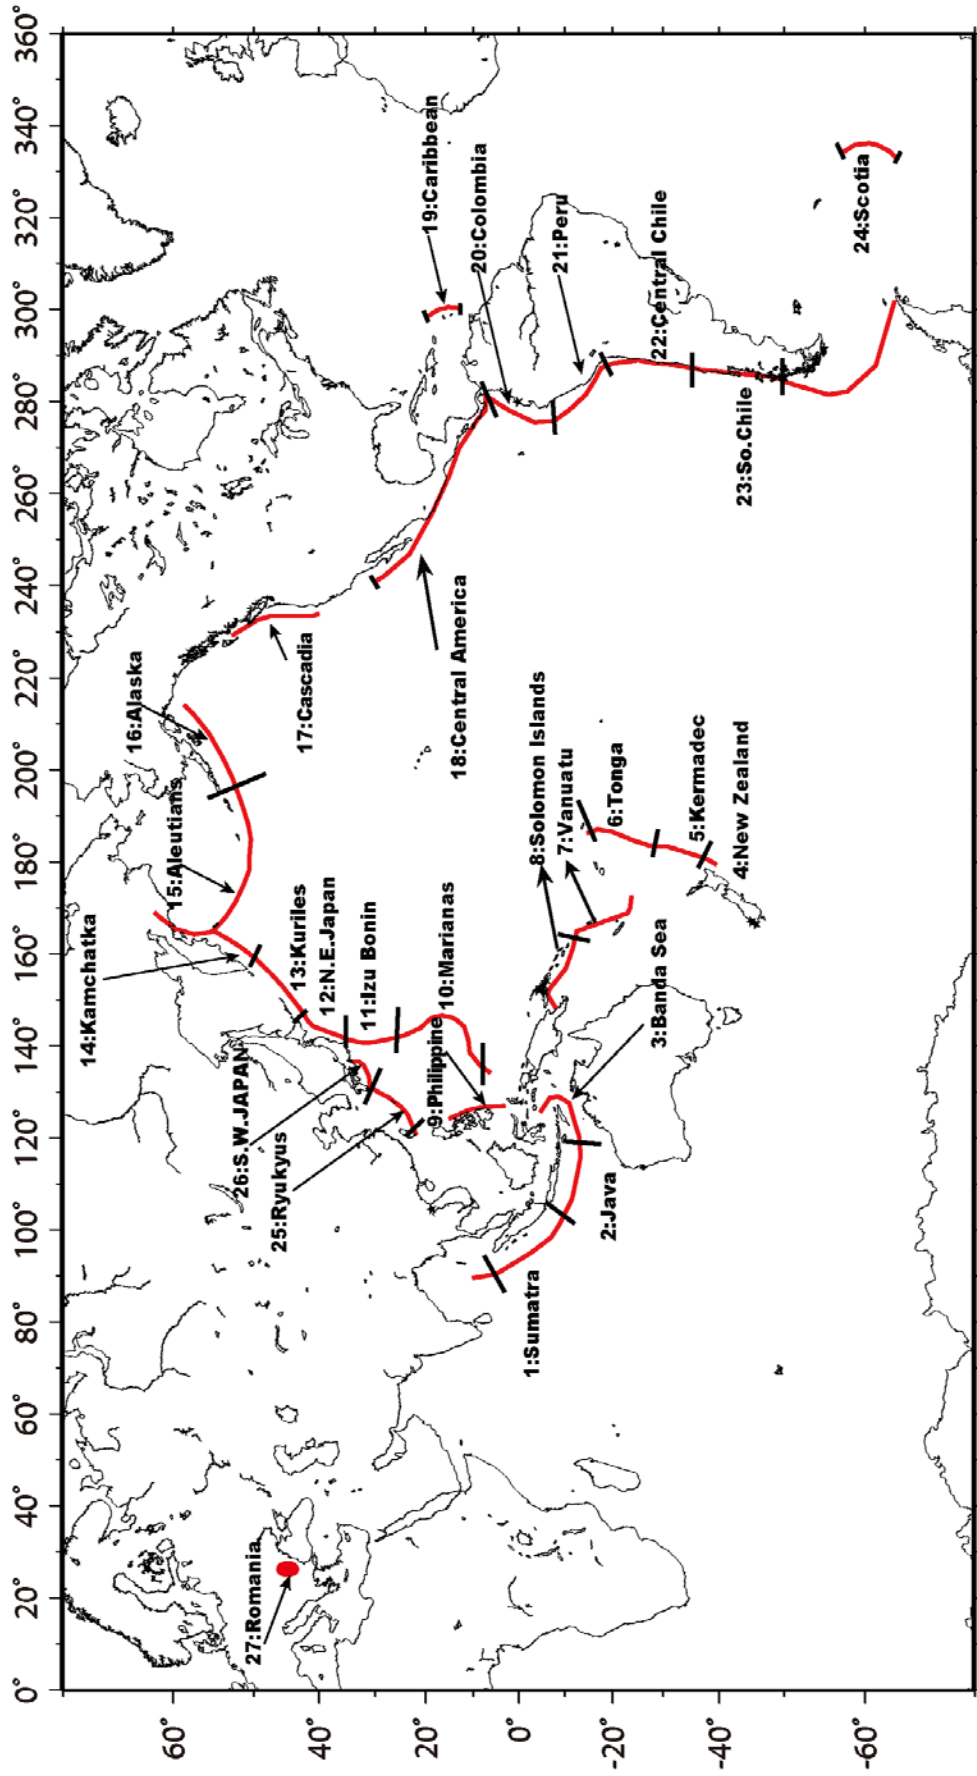 0°
20°
40°
60°
80°
100°
120°
140°
160°
180°
200°
220°
240°
260°
280°
300°
320°
340°
360°
60°
40°
20°
0°
-20°
-40°
-60°
14:Kamchatka
15:Aleutians
16:Alaska
17:Cascadia
18:Central America
19:Caribbean
20:Colombia
21:Peru
22:Central Chile
23:So.Chile
24:Scotia
27:Romania
26:S.W.JAPAN
25:Ryukyus
13:Kuriles
12:N.E.Japan
11:Izu Bonin
10:Marianas
9:Philippine
8:Solomon Islands
7:Vanuatu
6:Tonga
5:Kermadec
4:New Zealand
3:Banda Sea
2:Java
1:Sumatra